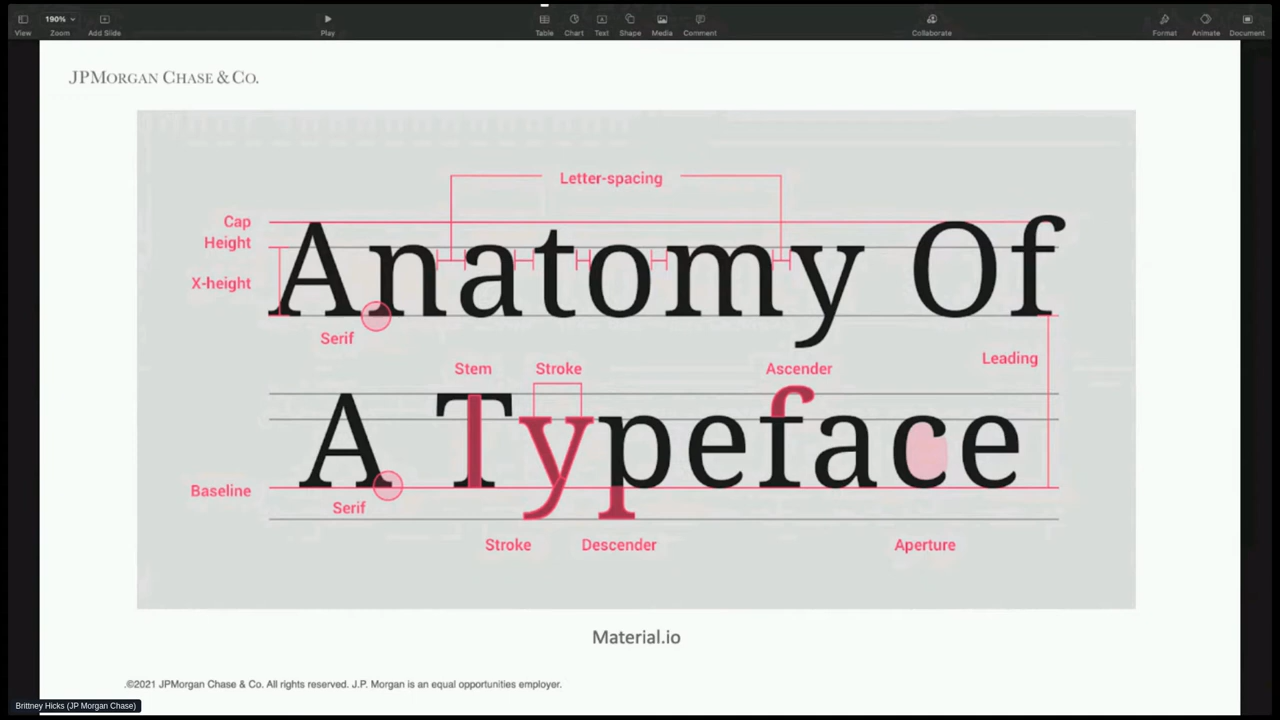 190%
View
Zoom
Add Slide
Play
Table
Chart
Text
Shape
Media
Comment
Collaborate
Format
Animate
Document
JPMORGAN CHASE & CO.
Letter-spacing
Cap
Height
X-height
Anatomy Of
Serif
Leading
Stem
Stroke
Ascender
A Typeface
Baseline
Serif
Stroke
Descender
Aperture
Material.io
.©2021 JPMorgan Chase & Co. All rights reserved. J.P. Morgan is an equal opportunities employer.
Brittney Hicks (JP Morgan Chase)